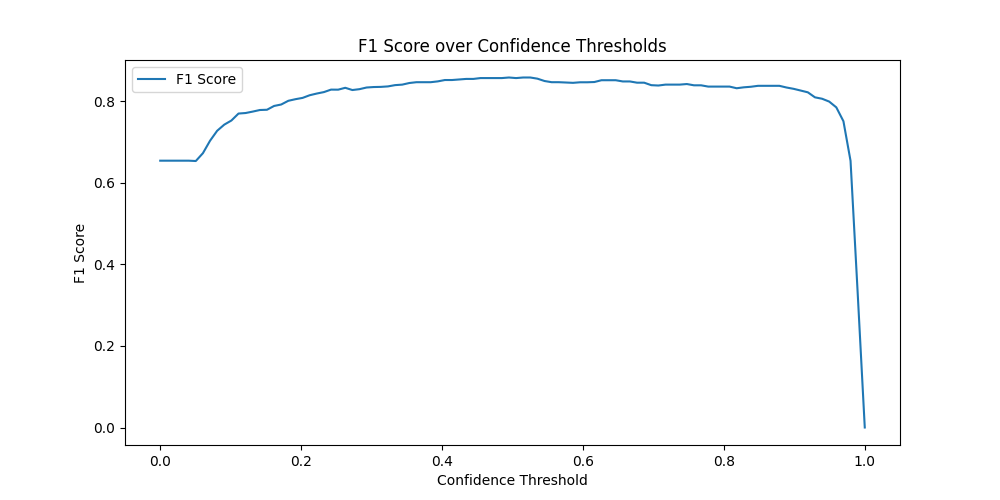 F1 Score over Confidence Thresholds
F1 Score
0.8
0.6
0.4
0.2
0.0
F1 Score
0.0 0.2 0.4 0.6 0.8 1.0
Confidence Threshold